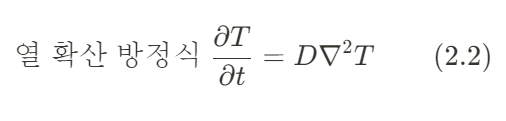 열 확산 방정식 ∂T/∂t = D∇²T (2.2)